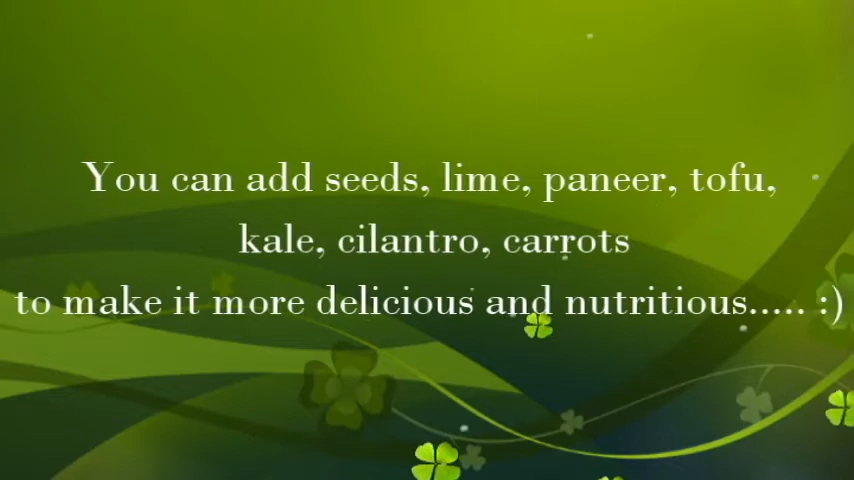 You can add seeds, lime, paneer, tofu,
kale, cilantro, carrots
to make it more delicious and nutritious..... :)